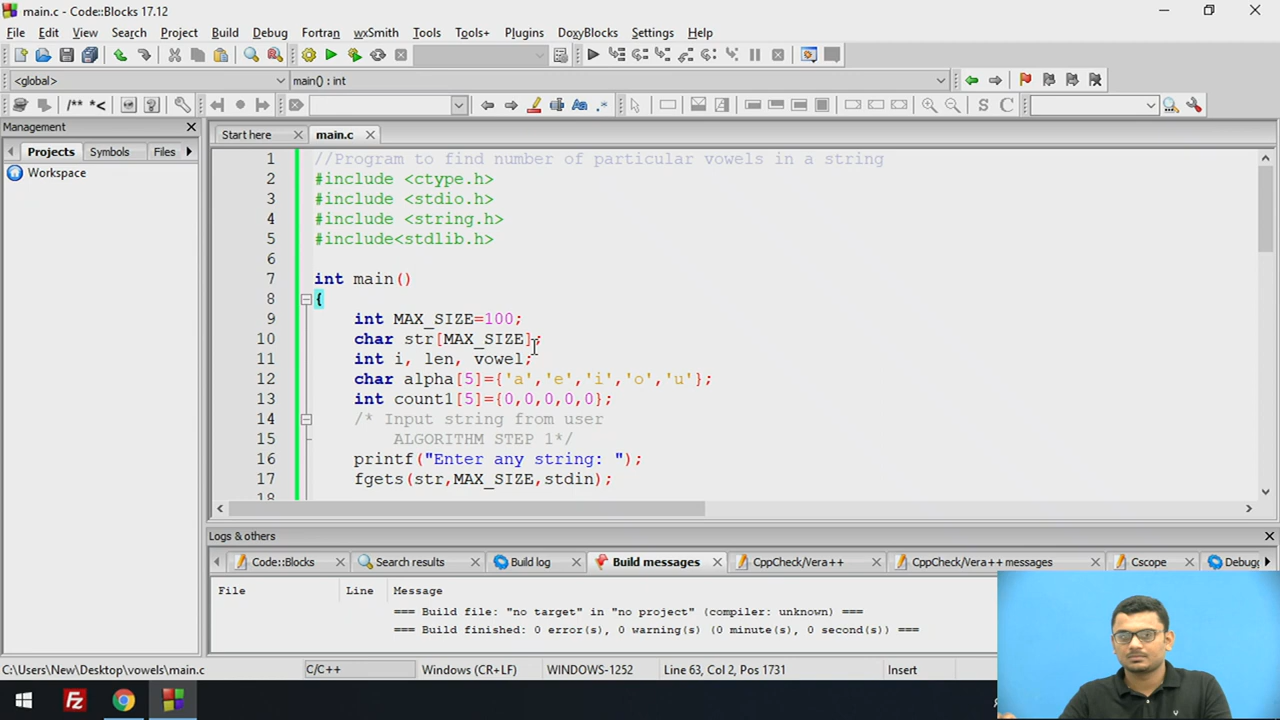 main.c - Code::Blocks 17.12
File Edit View Search Project Build Debug Fortran wxSmith Tools Tools+ Plugins DoxyBlocks Settings Help
<global> main() : int
/** *<
Management
Projects Symbols Files
Workspace
Start here main.c
1 //Program to find number of particular vowels in a string
2 #include <ctype.h>
3 #include <stdio.h>
4 #include <string.h>
5 #include<stdlib.h>
6
7 int main()
8 {
9 int MAX_SIZE=100;
10 char str[MAX_SIZE];
11 int i, len, vowel;
12 char alpha[5]={'a','e','i','o','u'};
13 int count1[5]={0,0,0,0,0};
14 /* Input string from user
15 ALGORITHM STEP 1*/
16 printf("Enter any string: ");
17 fgets(str,MAX_SIZE,stdin);
18
Logs & others
Code::Blocks Search results Build log Build messages CppCheck/Vera++ CppCheck/Vera++ messages Cscope Debugg
File Line Message
=== Build file: "no target" in "no project" (compiler: unknown) ===
=== Build finished: 0 error(s), 0 warning(s) (0 minute(s), 0 second(s)) ===
C:\Users\New\Desktop\vowels\main.c C/C++ Windows (CR+LF) WINDOWS-1252 Line 63, Col 2, Pos 1731 Insert